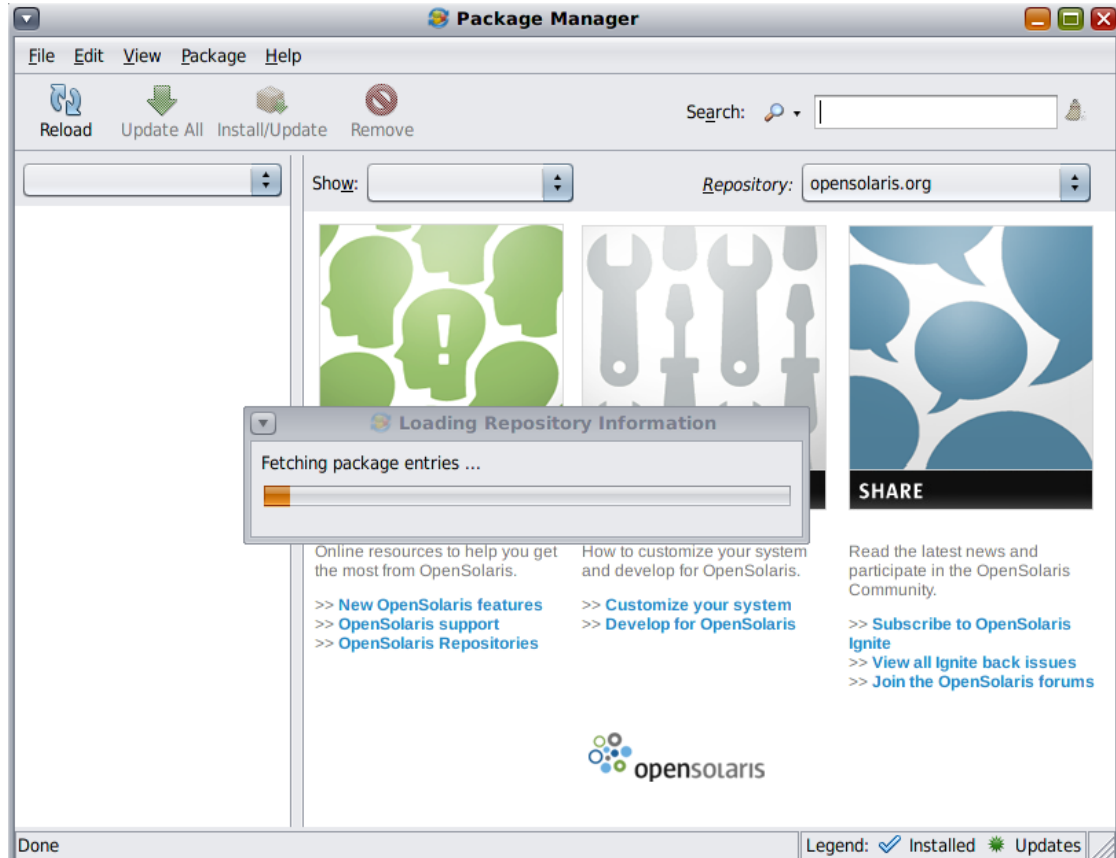 Package Manager
File Edit View Package Help
Reload Update All Install/Update Remove
Search:
Show:
Repository: opensolaris.org
!
Loading Repository Information
Fetching package entries ...
SHARE
Online resources to help you get
the most from OpenSolaris.
>> New OpenSolaris features
>> OpenSolaris support
>> OpenSolaris Repositories
How to customize your system
and develop for OpenSolaris.
>> Customize your system
>> Develop for OpenSolaris
Read the latest news and
participate in the OpenSolaris
Community.
>> Subscribe to OpenSolaris
Ignite
>> View all Ignite back issues
>> Join the OpenSolaris forums
opensolaris
Done
Legend: Installed Updates